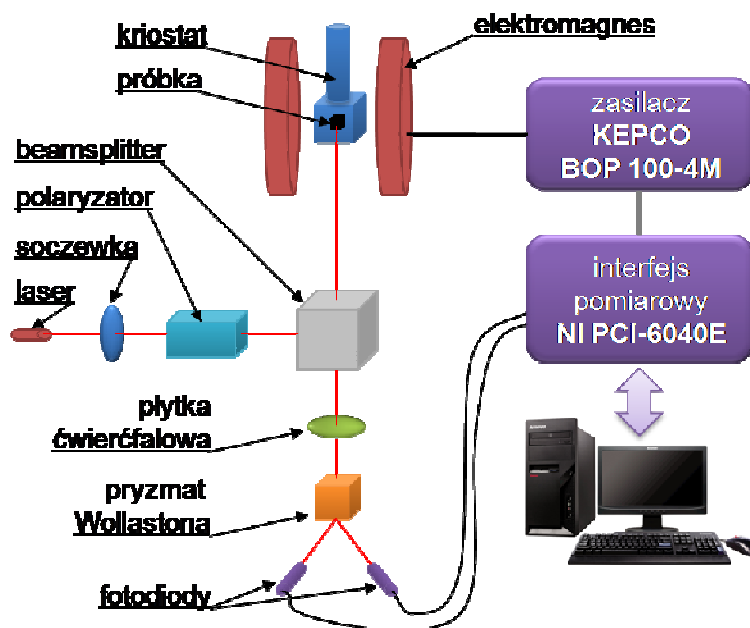 kriostat
próbka
elektromagnes
zasilacz
KEPCO
BOP 100-4M
beamsplitter
polaryzator
soczewka
laser
interfejs
pomiarowy
NI PCI-6040E
płytka
ćwierćfalowa
pryzmat
Wollastona
fotodiody